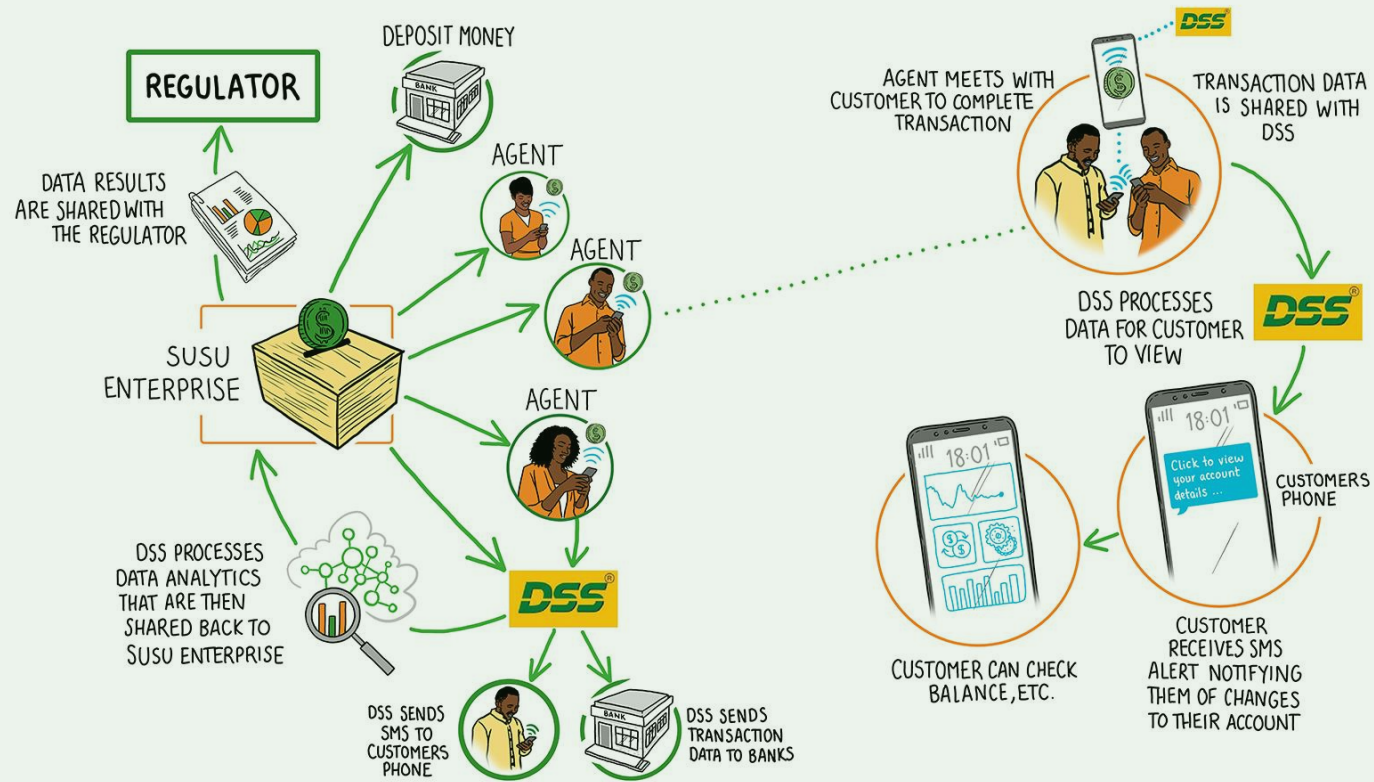 DEPOSIT MONEY
BANK
REGULATOR
DATA RESULTS
ARE SHARED WITH
THE REGULATOR
AGENT
AGENT
SUSU
ENTERPRISE
AGENT
DSS PROCESSES
DATA ANALYTICS
THAT ARE THEN
SHARED BACK TO
SUSU ENTERPRISE
DSS®
DSS SENDS
SMS TO
CUSTOMERS
PHONE
BANK
DSS SENDS
TRANSACTION
DATA TO BANKS
DSS
AGENT MEETS WITH
CUSTOMER TO COMPLETE
TRANSACTION
TRANSACTION DATA
IS SHARED WITH
DSS
DSS PROCESSES
DATA FOR CUSTOMER
TO VIEW
DSS®
18:01
Click to view
your account
details ...
CUSTOMERS
PHONE
CUSTOMER
RECEIVES SMS
ALERT NOTIFYING
THEM OF CHANGES
TO THEIR ACCOUNT
18:01
CUSTOMER CAN CHECK
BALANCE, ETC.